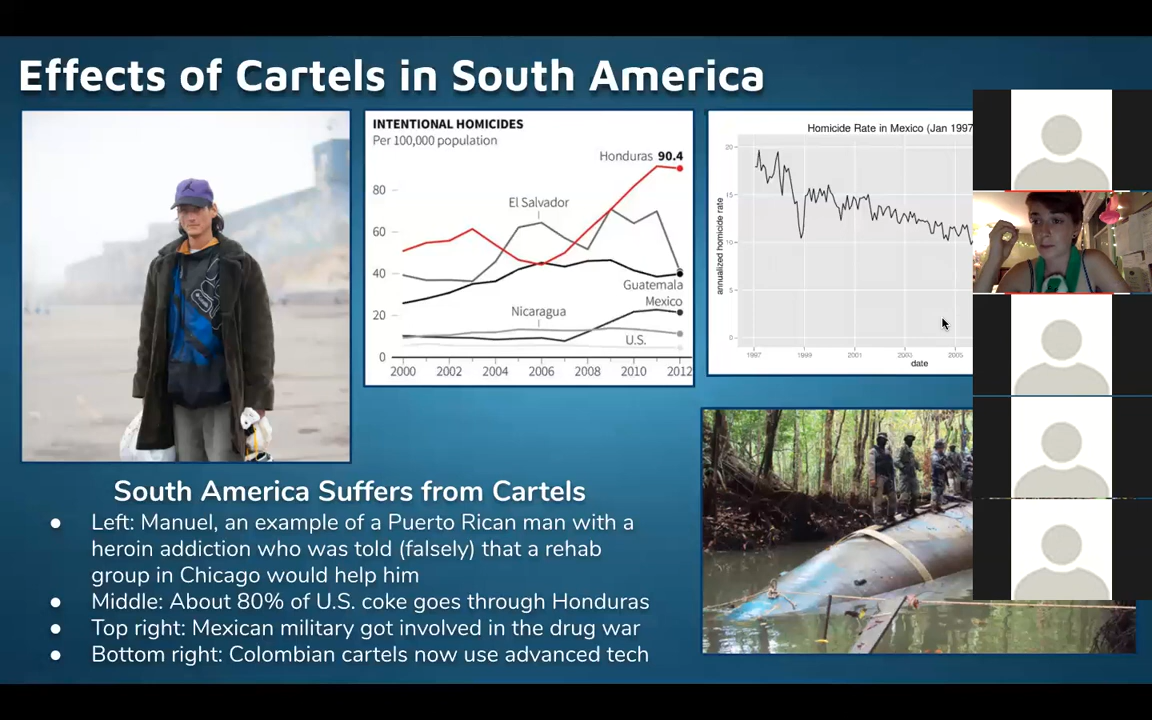 Effects of Cartels in South America
INTENTIONAL HOMICIDES
Per 100,000 population
Honduras 90.4
80
El Salvador
60
40
Guatemala
Mexico
Nicaragua
20
U.S.
0
2000 2002 2004 2006 2008 2010 2012
Homicide Rate in Mexico (Jan 1997
annualized homicide rate
20
15
10
5
0
1997 1999 2001 2003 2005
date
South America Suffers from Cartels
● Left: Manuel, an example of a Puerto Rican man with a
heroin addiction who was told (falsely) that a rehab
group in Chicago would help him
● Middle: About 80% of U.S. coke goes through Honduras
● Top right: Mexican military got involved in the drug war
● Bottom right: Colombian cartels now use advanced tech